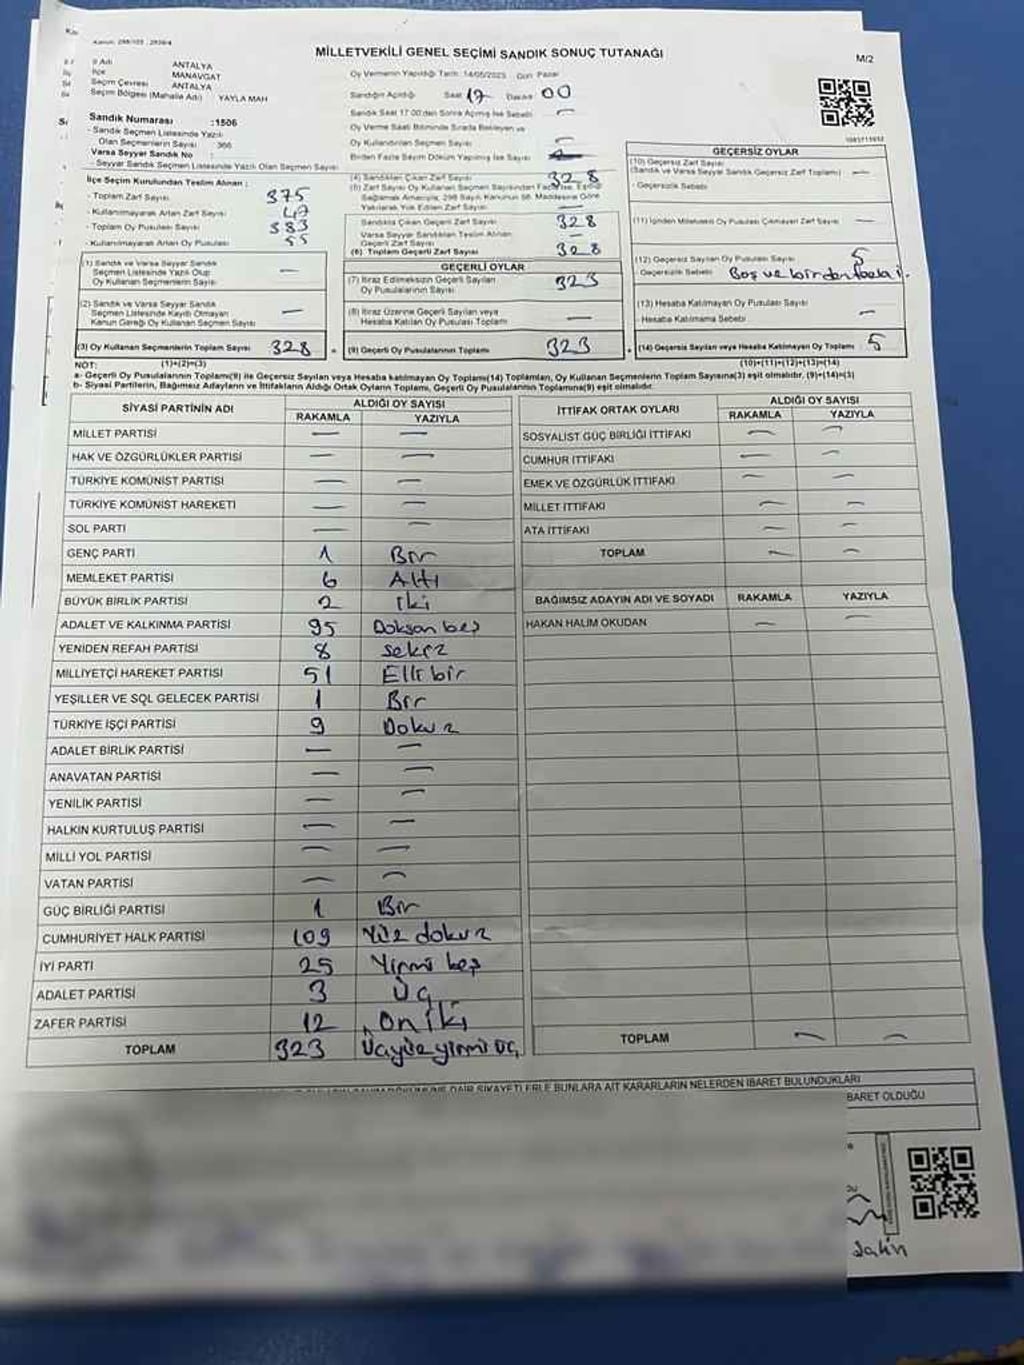 Kanun: 298/105 , 2839/4
MİLLETVEKİLİ GENEL SEÇİMİ SANDIK SONUÇ TUTANAĞI
M/2
İl Adı ANTALYA
İlçe MANAVGAT
Seçim Çevresi ANTALYA
Seçim Bölgesi (Mahalle Adı) YAYLA MAH
Sandık Numarası :1506
- Sandık Seçmen Listesinde Yazılı
Olan Seçmenlerin Sayısı : 366
Varsa Seyyar Sandık No :
- Seyyar Sandık Seçmen Listesinde Yazılı Olan Seçmen Sayısı
Oy Vermenin Yapıldığı Tarih: 14/05/2023 Gün: Pazar
Sandığın Açıldığı Saat 17 Dakika 00
Sandık Saat 17:00'den Sonra Açılmış İse Sebebi —
Oy Verme Saati Bitiminde Sırada Bekleyen ve
Oy Kullandırılan Seçmen Sayısı —
Birden Fazla Sayım Döküm Yapılmış İse Sayısı
İlçe Seçim Kurulundan Teslim Alınan :
- Toplam Zarf Sayısı 375
- Kullanılmayarak Artan Zarf Sayısı 47
- Toplam Oy Pusulası Sayısı 383
- Kullanılmayarak Artan Oy Pusulası 55
(4) Sandıktan Çıkan Zarf Sayısı 328
(5) Zarf Sayısı Oy Kullanan Seçmen Sayısından Fazla İse, Eşitliği
Sağlamak Amacıyla, 298 Sayılı Kanunun 98. Maddesine Göre
Yakılarak Yok Edilen Zarf Sayısı —
Sandıkta Çıkan Geçerli Zarf Sayısı 328
Varsa Seyyar Sandıktan Teslim Alınan
Geçerli Zarf Sayısı —
(6) Toplam Geçerli Zarf Sayısı 328
GEÇERSİZ OYLAR
(10) Geçersiz Zarf Sayısı
(Sandık ve Varsa Seyyar Sandık Geçersiz Zarf Toplamı) —
- Geçersizlik Sebebi
(11) İçinden Milletvekili Oy Pusulası Çıkmayan Zarf Sayısı —
(12) Geçersiz Sayılan Oy Pusulası Sayısı 5
- Geçersizlik Sebebi Boş ve birden fazla
(13) Hesaba Katılmayan Oy Pusulası Sayısı
- Hesaba Katılmama Sebebi —
(14) Geçersiz Sayılan veya Hesaba Katılmayan Oy Toplamı 5
(10)+(11)+(12)+(13)=(14)
(1) Sandık ve Varsa Seyyar Sandık
Seçmen Listesinde Yazılı Olup
Oy Kullanan Seçmenlerin Sayısı —
(2) Sandık ve Varsa Seyyar Sandık
Seçmen Listesinde Kaydı Olmayan
Kanun Gereği Oy Kullanan Seçmen Sayısı —
(3) Oy Kullanan Seçmenlerin Toplam Sayısı 328
(1)+(2)=(3)
GEÇERLİ OYLAR
(7) İtiraz Edilmeksizin Geçerli Sayılan
Oy Pusulalarının Sayısı 323
(8) İtiraz Üzerine Geçerli Sayılan veya
Hesaba Katılan Oy Pusulası Toplamı —
(9) Geçerli Oy Pusulalarının Toplamı 323
NOT:
a- Geçerli Oy Pusulalarının Toplamı(9) ile Geçersiz Sayılan veya Hesaba katılmayan Oy Toplamı(14) Toplamları, Oy Kullanan Seçmenlerin Toplam Sayısına(3) eşit olmalıdır. (9)+(14)=(3)
b- Siyasi Partilerin, Bağımsız Adayların ve İttifakların Aldığı Ortak Oyların Toplamı, Geçerli Oy Pusulalarının Toplamına(9) eşit olmalıdır.
SİYASİ PARTİNİN ADI ALDIĞI OY SAYISI
RAKAMLA YAZIYLA
MİLLET PARTİSİ — —
HAK VE ÖZGÜRLÜKLER PARTİSİ — —
TÜRKİYE KOMÜNİST PARTİSİ — —
TÜRKİYE KOMÜNİST HAREKETİ — —
SOL PARTİ — —
GENÇ PARTİ 1 Bir
MEMLEKET PARTİSİ 6 Altı
BÜYÜK BİRLİK PARTİSİ 2 iki
ADALET VE KALKINMA PARTİSİ 95 Doksan beş
YENİDEN REFAH PARTİSİ 8 sekiz
MİLLİYETÇİ HAREKET PARTİSİ 51 Elli bir
YEŞİLLER VE SOL GELECEK PARTİSİ 1 Bir
TÜRKİYE İŞÇİ PARTİSİ 9 Dokuz
ADALET BİRLİK PARTİSİ — —
ANAVATAN PARTİSİ — —
YENİLİK PARTİSİ — —
HALKIN KURTULUŞ PARTİSİ — —
MİLLİ YOL PARTİSİ — —
VATAN PARTİSİ — —
GÜÇ BİRLİĞİ PARTİSİ 1 Bir
CUMHURİYET HALK PARTİSİ 109 Yüz dokuz
İYİ PARTİ 25 Yirmi beş
ADALET PARTİSİ 3 Üç
ZAFER PARTİSİ 12 On iki
TOPLAM 323 Üçyüz yirmi üç
İTTİFAK ORTAK OYLARI ALDIĞI OY SAYISI
RAKAMLA YAZIYLA
SOSYALİST GÜÇ BİRLİĞİ İTTİFAKI — —
CUMHUR İTTİFAKI — —
EMEK VE ÖZGÜRLÜK İTTİFAKI — —
MİLLET İTTİFAKI — —
ATA İTTİFAKI — —
TOPLAM — —
BAĞIMSIZ ADAYIN ADI VE SOYADI RAKAMLA YAZIYLA
HAKAN HALİM OKUDAN — —
TOPLAM — —
DAİR ŞİKAYETLERLE BUNLARA AİT KARARLARIN NELERDEN İBARET BULUNDUKLARI
BARET OLDUĞU